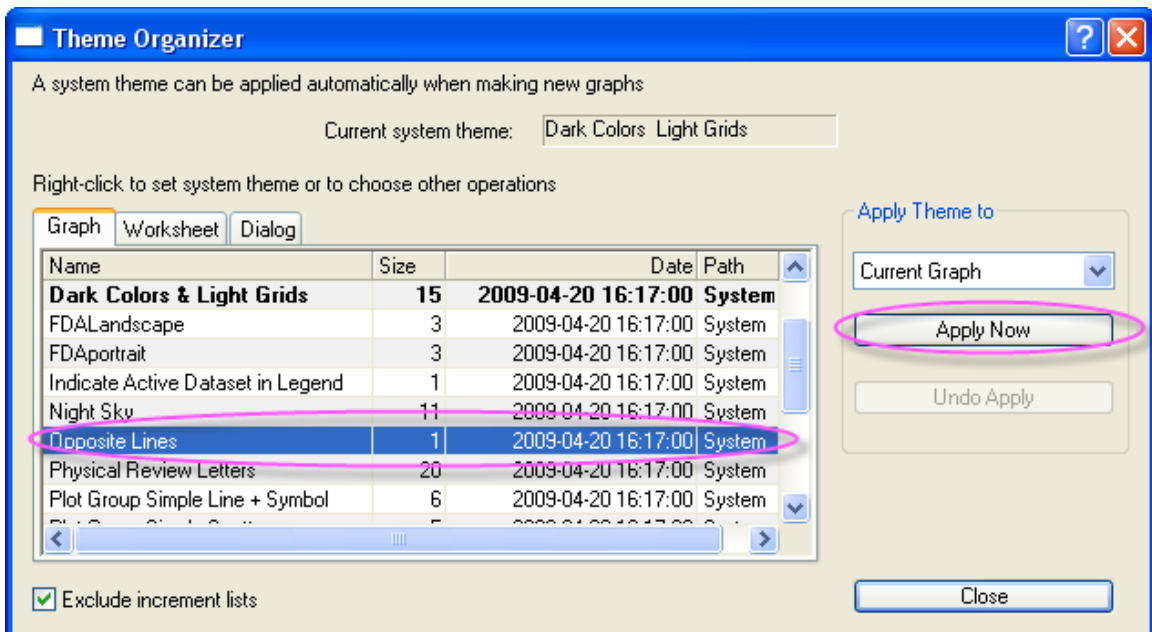 Theme Organizer
A system theme can be applied automatically when making new graphs
Current system theme: Dark Colors Light Grids
Right-click to set system theme or to choose other operations
Graph Worksheet Dialog
Name Size Date Path
Dark Colors & Light Grids 15 2009-04-20 16:17:00 System
FDALandscape 3 2009-04-20 16:17:00 System
FDAportrait 3 2009-04-20 16:17:00 System
Indicate Active Dataset in Legend 1 2009-04-20 16:17:00 System
Night Sky 11 2009-04-20 16:17:00 System
Opposite Lines 1 2009-04-20 16:17:00 System
Physical Review Letters 20 2009-04-20 16:17:00 System
Plot Group Simple Line + Symbol 6 2009-04-20 16:17:00 System
Exclude increment lists
Apply Theme to
Current Graph
Apply Now
Undo Apply
Close